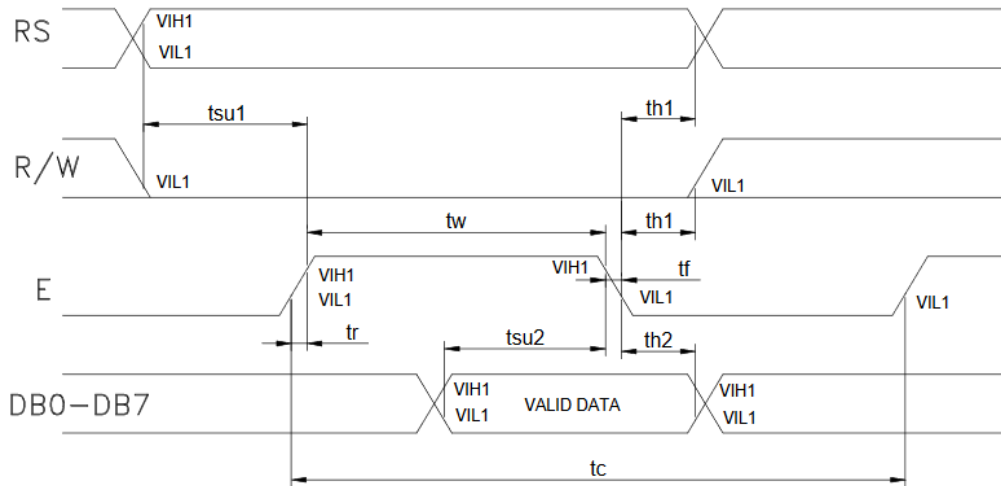 RS
VIH1
VIL1
tsu1
th1
R/W
VIL1
VIL1
tw
th1
E
VIH1
VIL1
VIH1
tf
VIL1
VIL1
tr
tsu2
th2
DB0-DB7
VIH1
VIL1
VALID DATA
VIH1
VIL1
tc